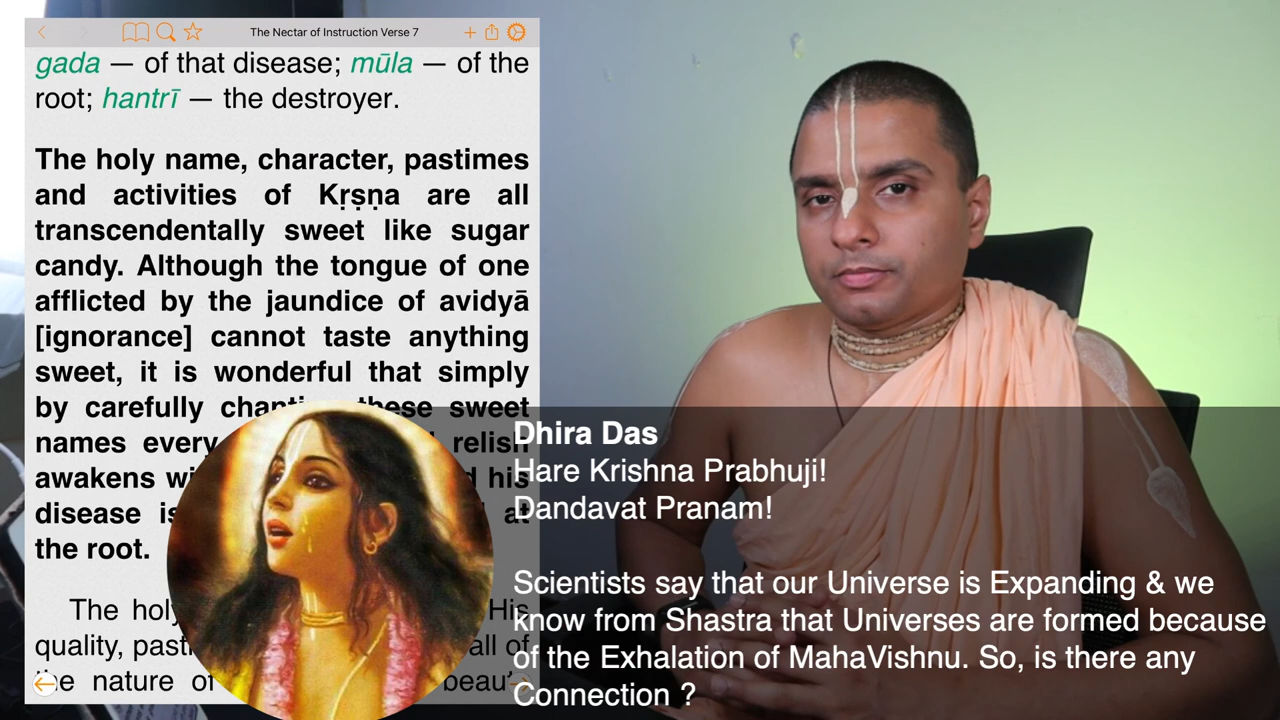 The Nectar of Instruction Verse 7
gada — of that disease; mūla — of the
root; hantrī — the destroyer.
The holy name, character, pastimes
and activities of Kṛṣṇa are all
transcendentally sweet like sugar
candy. Although the tongue of one
afflicted by the jaundice of avidyā
[ignorance] cannot taste anything
sweet, it is wonderful that simply
by carefully these sweet
names every relish
awakens his
disease is at
the root.
The holy His
quality, all of
the nature of
Dhira Das
Hare Krishna Prabhuji!
Dandavat Pranam!
Scientists say that our Universe is Expanding & we
know from Shastra that Universes are formed because
of the Exhalation of MahaVishnu. So, is there any
Connection ?